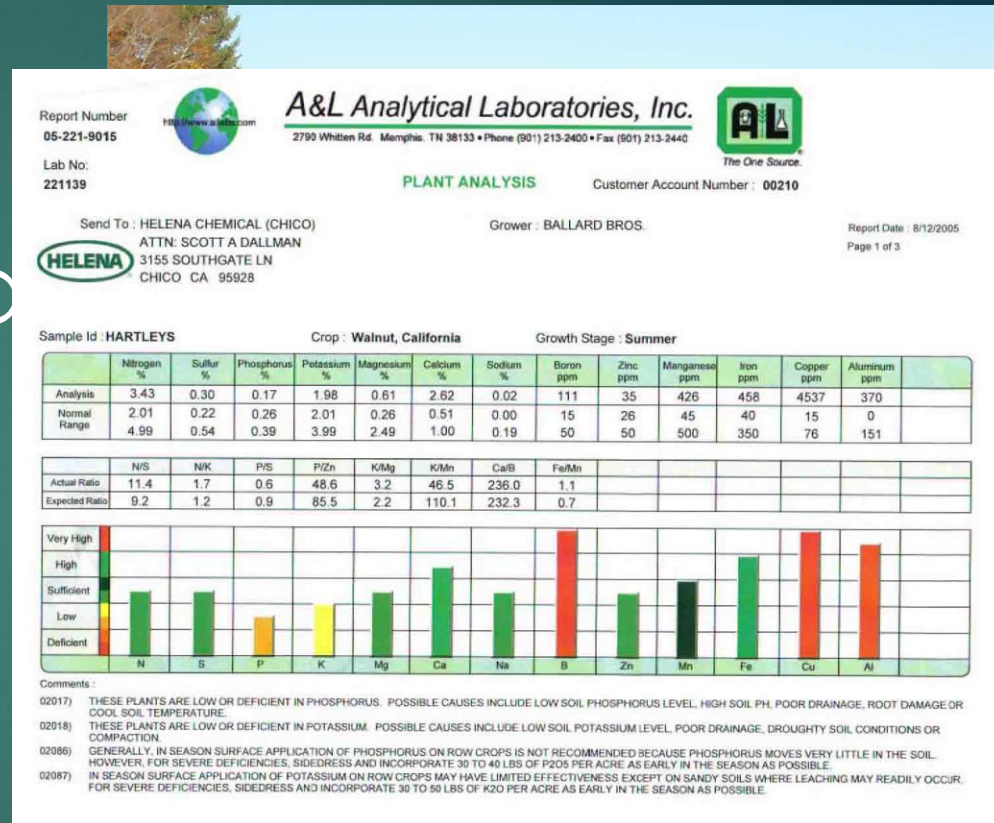 Report Number
05-221-9015
http://www.allabs.com
A&L Analytical Laboratories, Inc.
2790 Whitten Rd. Memphis, TN 38133 • Phone (901) 213-2400 • Fax (901) 213-2440
A L
The One Source.
Lab No:
221139
PLANT ANALYSIS
Customer Account Number : 00210
Send To : HELENA CHEMICAL (CHICO)
ATTN: SCOTT A DALLMAN
3155 SOUTHGATE LN
CHICO CA 95928
HELENA
Grower : BALLARD BROS.
Report Date : 8/12/2005
Page 1 of 3
Sample Id : HARTLEYS Crop : Walnut, California Growth Stage : Summer
Nitrogen % Sulfur % Phosphorus % Potassium % Magnesium % Calcium % Sodium % Boron ppm Zinc ppm Manganese ppm Iron ppm Copper ppm Aluminum ppm
Analysis 3.43 0.30 0.17 1.98 0.61 2.62 0.02 111 35 426 458 4537 370
Normal Range 2.01 0.22 0.26 2.01 0.26 0.51 0.00 15 26 45 40 15 0
4.99 0.54 0.39 3.99 2.49 1.00 0.19 50 50 500 350 76 151
N/S N/K P/S P/Zn K/Mg K/Mn Ca/B Fe/Mn
Actual Ratio 11.4 1.7 0.6 48.6 3.2 46.5 236.0 1.1
Expected Ratio 9.2 1.2 0.9 85.5 2.2 110.1 232.3 0.7
Very High
High
Sufficient
Low
Deficient
N S P K Mg Ca Na B Zn Mn Fe Cu Al
Comments :
02017) THESE PLANTS ARE LOW OR DEFICIENT IN PHOSPHORUS. POSSIBLE CAUSES INCLUDE LOW SOIL PHOSPHORUS LEVEL, HIGH SOIL PH, POOR DRAINAGE, ROOT DAMAGE OR
COOL SOIL TEMPERATURE.
02018) THESE PLANTS ARE LOW OR DEFICIENT IN POTASSIUM. POSSIBLE CAUSES INCLUDE LOW SOIL POTASSIUM LEVEL, POOR DRAINAGE, DROUGHTY SOIL CONDITIONS OR
COMPACTION.
02086) GENERALLY, IN SEASON SURFACE APPLICATION OF PHOSPHORUS ON ROW CROPS IS NOT RECOMMENDED BECAUSE PHOSPHORUS MOVES VERY LITTLE IN THE SOIL.
HOWEVER, FOR SEVERE DEFICIENCIES, SIDEDRESS AND INCORPORATE 30 TO 40 LBS OF P2O5 PER ACRE AS EARLY IN THE SEASON AS POSSIBLE.
02087) IN SEASON SURFACE APPLICATION OF POTASSIUM ON ROW CROPS MAY HAVE LIMITED EFFECTIVENESS EXCEPT ON SANDY SOILS WHERE LEACHING MAY READILY OCCUR.
FOR SEVERE DEFICIENCIES, SIDEDRESS AND INCORPORATE 30 TO 50 LBS OF K2O PER ACRE AS EARLY IN THE SEASON AS POSSIBLE.